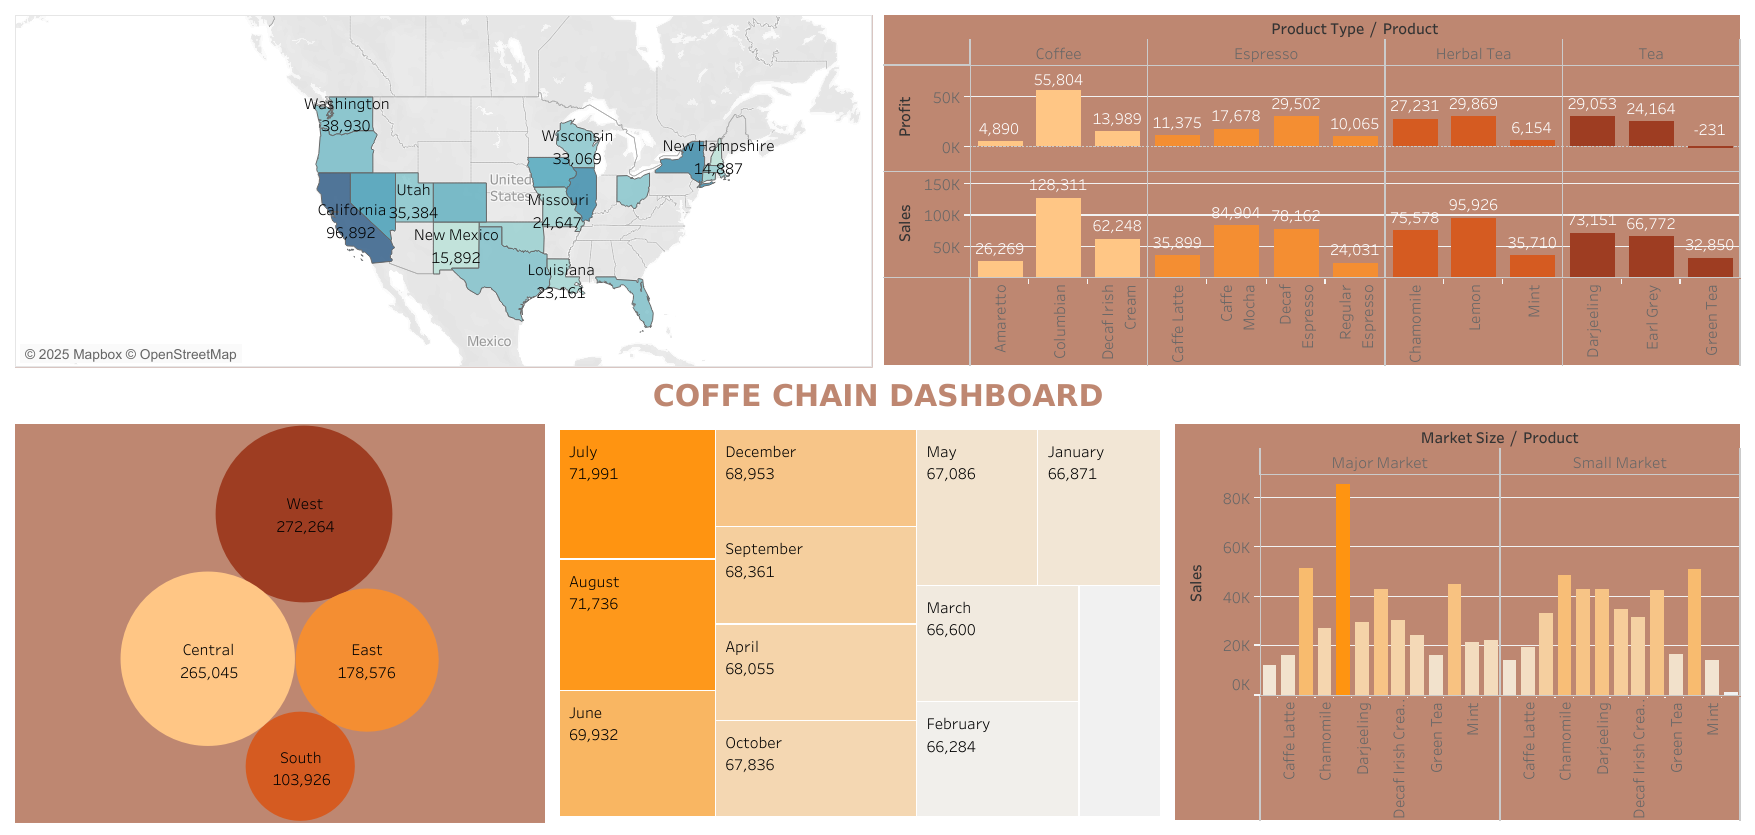 Washington
38,930
Wisconsin
33,069
New Hampshire
14,887
United
States
Utah
35,384
Missouri
24,647
California
96,892
New Mexico
15,892
Louisiana
23,161
Mexico
© 2025 Mapbox © OpenStreetMap
Product Type / Product
Coffee
Espresso
Herbal Tea
Tea
Profit
50K
0K
4,890
55,804
13,989
11,375
17,678
29,502
10,065
27,231
29,869
6,154
29,053
24,164
-231
Sales
150K
100K
50K
26,269
128,311
62,248
35,899
84,904
78,162
24,031
75,578
95,926
35,710
73,151
66,772
32,850
Amaretto
Columbian
Decaf Irish
Cream
Caffe Latte
Caffe
Mocha
Decaf
Espresso
Regular
Espresso
Chamomile
Lemon
Mint
Darjeeling
Earl Grey
Green Tea
COFFE CHAIN DASHBOARD
West
272,264
Central
265,045
East
178,576
South
103,926
July
71,991
August
71,736
June
69,932
December
68,953
September
68,361
April
68,055
October
67,836
May
67,086
January
66,871
March
66,600
February
66,284
Market Size / Product
Major Market
Small Market
Sales
80K
60K
40K
20K
0K
Caffe Latte
Chamomile
Darjeeling
Decaf Irish Crea..
Green Tea
Mint
Caffe Latte
Chamomile
Darjeeling
Decaf Irish Crea..
Green Tea
Mint